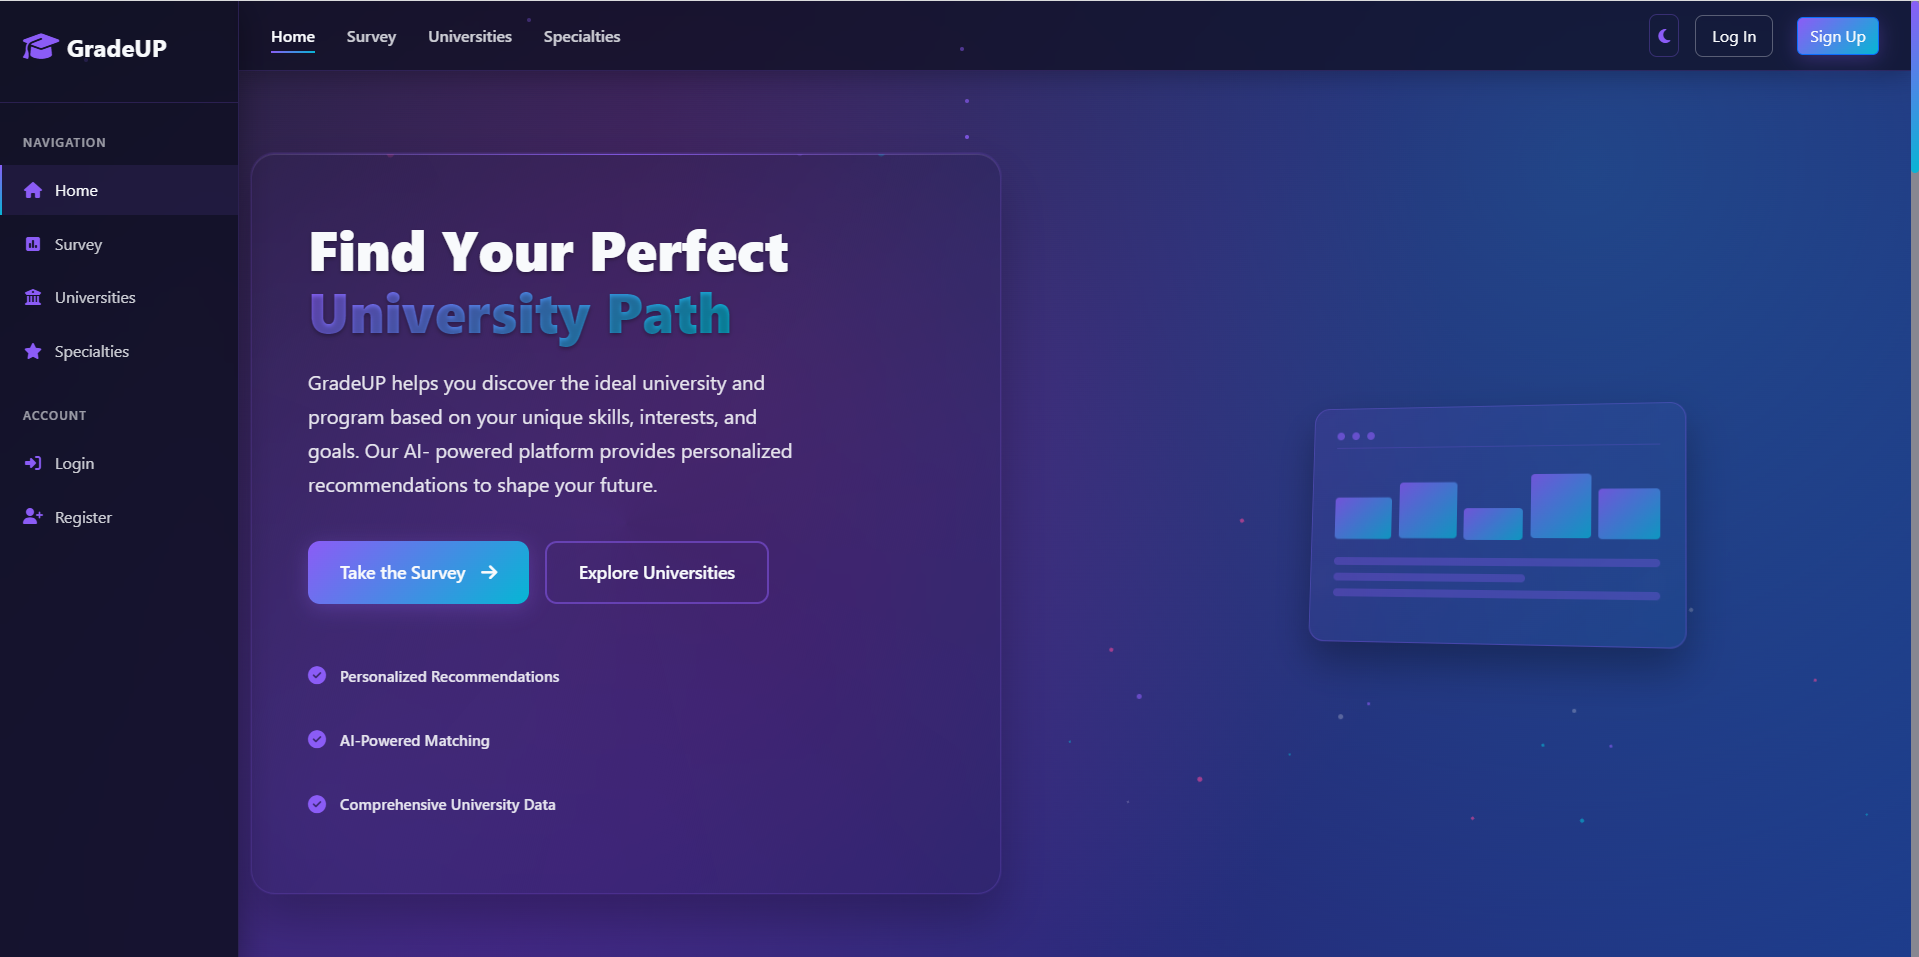 GradeUP
NAVIGATION
Home
Survey
Universities
Specialties
ACCOUNT
Login
Register
Home
Survey
Universities
Specialties
Log In
Sign Up
Find Your Perfect
University Path
GradeUP helps you discover the ideal university and
program based on your unique skills, interests, and
goals. Our AI- powered platform provides personalized
recommendations to shape your future.
Take the Survey
Explore Universities
Personalized Recommendations
AI-Powered Matching
Comprehensive University Data